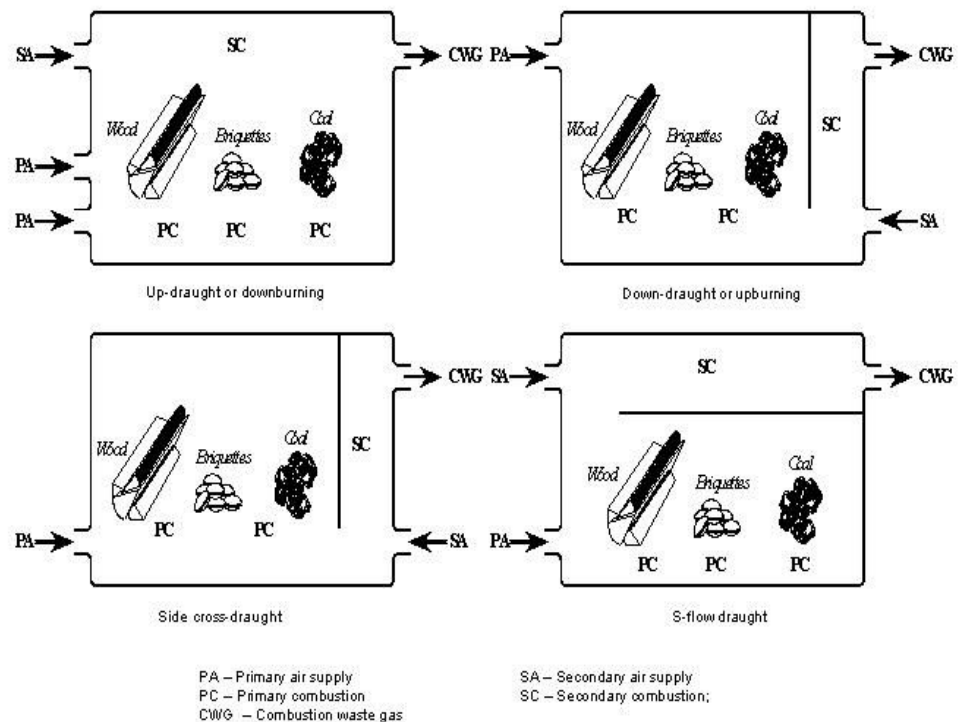 SA
SC
CWG
Wood
Briquettes
Coal
PA
PA
PC PC PC
Up-draught or downburning
PA
CWG
SC
Wood
Briquettes
Coal
PC PC
SA
Down-draught or upburning
CWG
SC
Wood
Briquettes
Coal
PC PC
PA
SA
Side cross-draught
SA
SC
CWG
Wood
Briquettes
Coal
PA
PC PC PC
S-flow draught
PA – Primary air supply
PC – Primary combustion
CWG – Combustion waste gas
SA – Secondary air supply
SC – Secondary combustion;